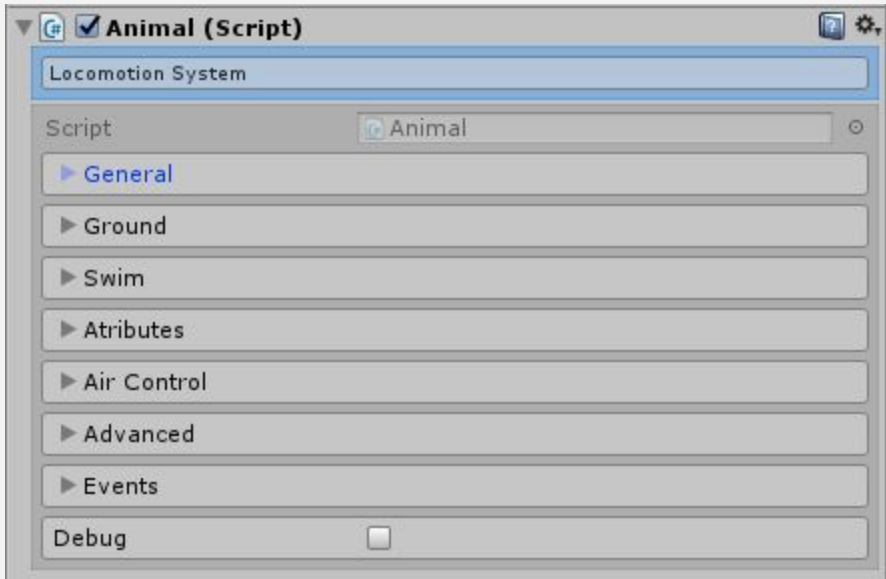 Animal (Script)
Locomotion System
Script Animal
General
Ground
Swim
Atributes
Air Control
Advanced
Events
Debug